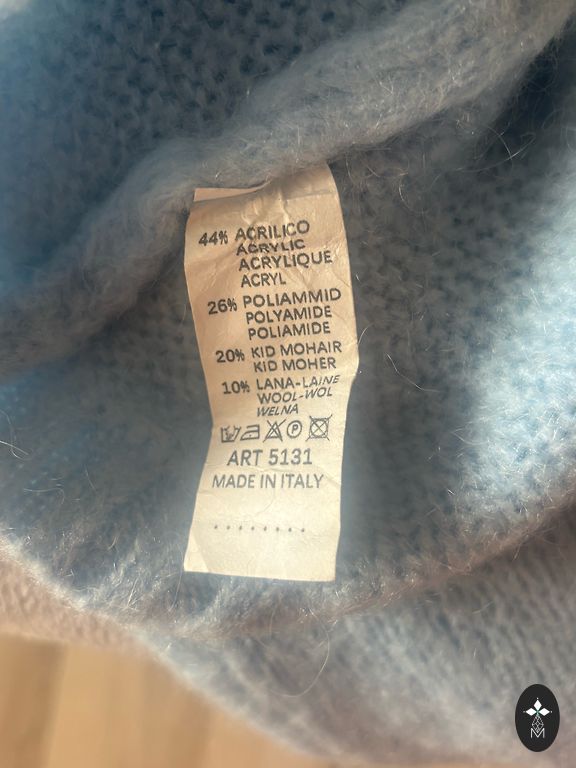 44% ACRILICO
ACRYLIC
ACRYLIQUE
ACRYL
26% POLIAMMID
POLYAMIDE
POLIAMIDE
20% KID MOHAIR
KID MOHER
10% LANA-LAINE
WOOL-WOL
WELNA
P
ART 5131
MADE IN ITALY
M